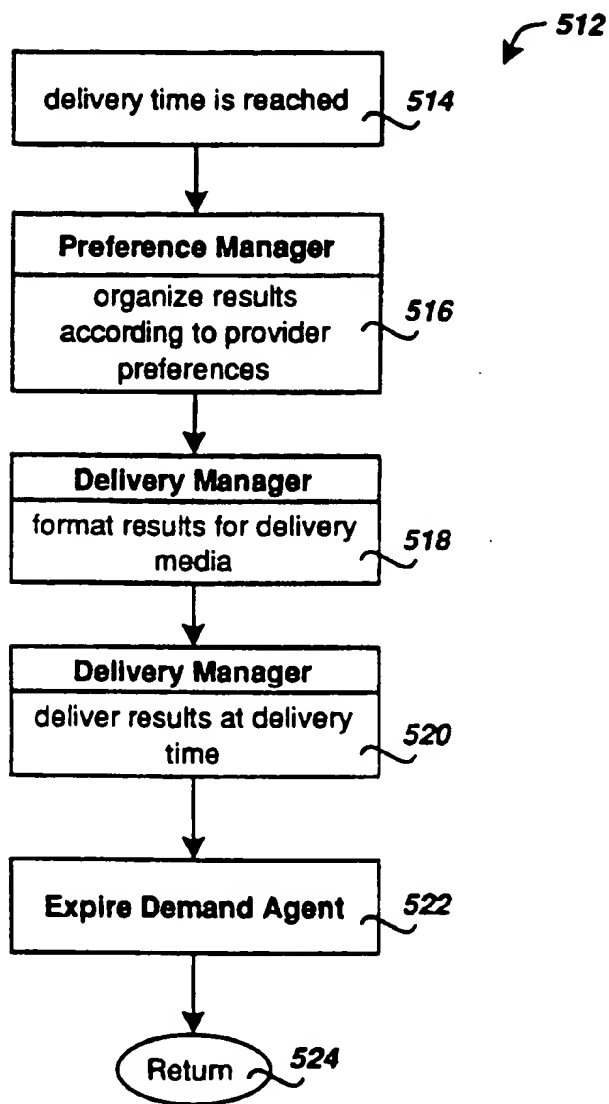 512
delivery time is reached
514
Preference Manager
organize results
according to provider
preferences
516
Delivery Manager
format results for delivery
media
518
Delivery Manager
deliver results at delivery
time
520
Expire Demand Agent
522
Return
524